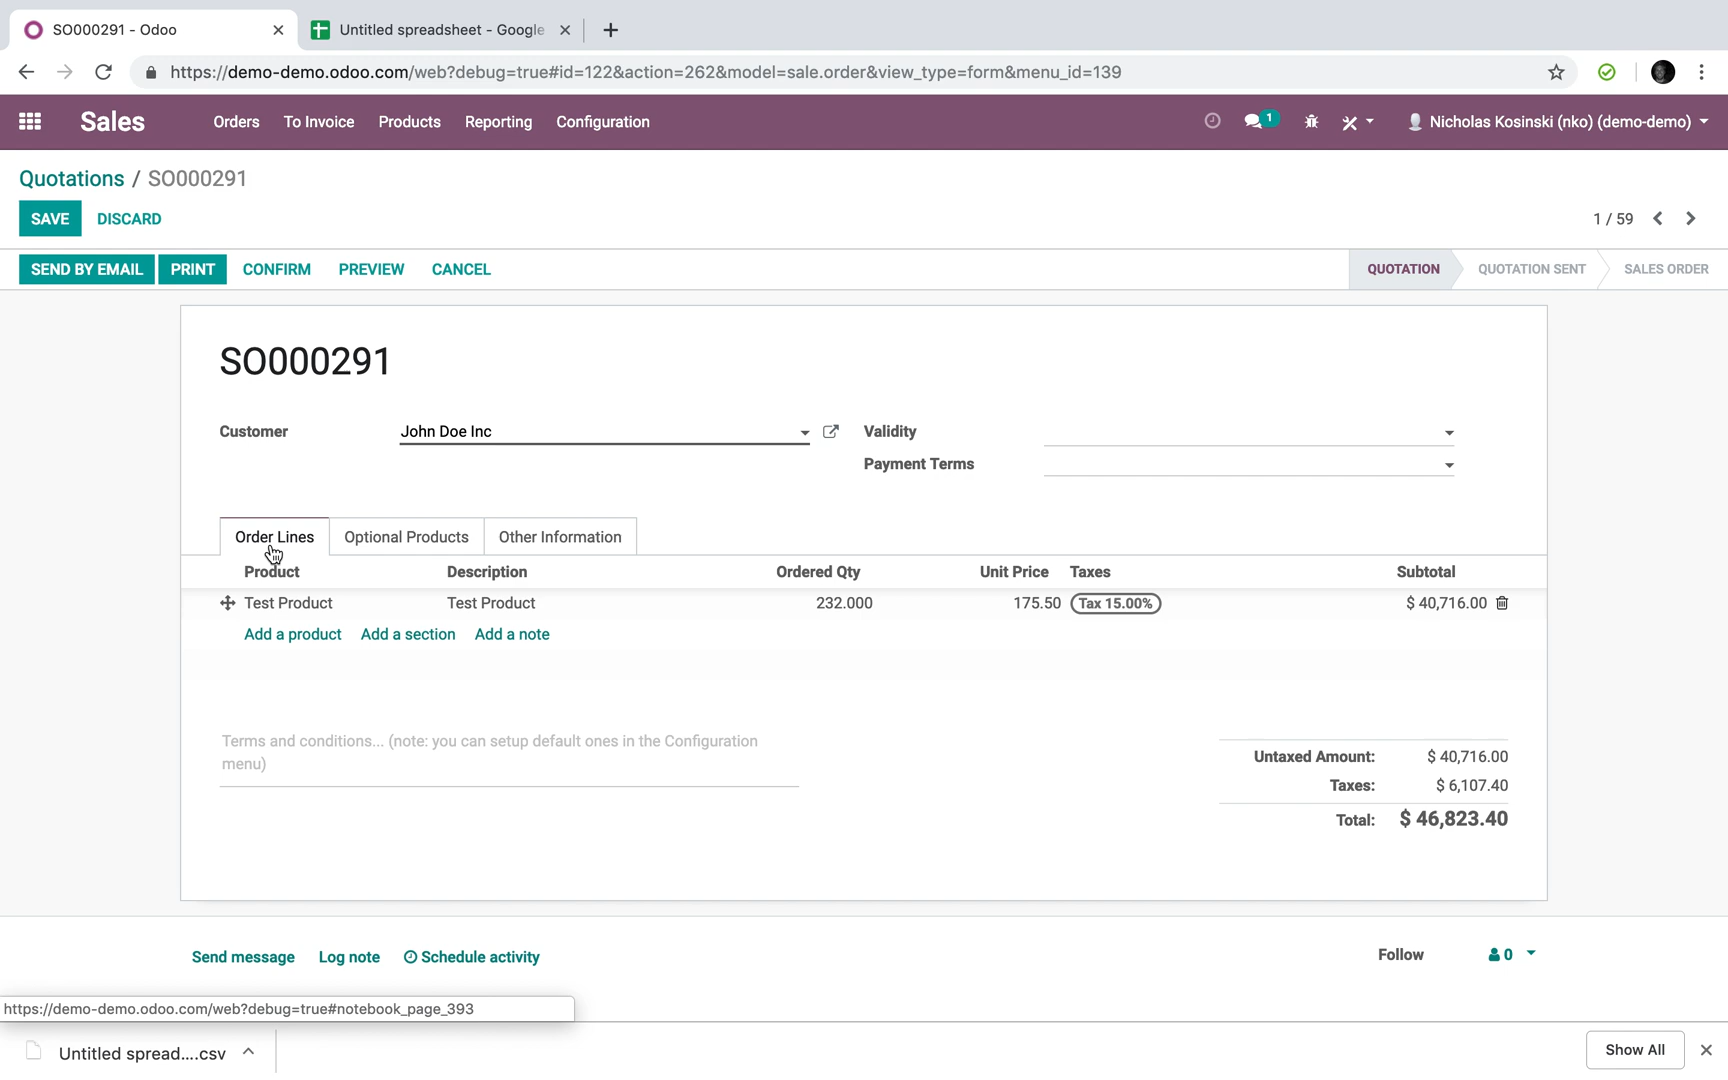 SO000291 - Odoo
Untitled spreadsheet - Google
https://demo-demo.odoo.com/web?debug=true#id=122&action=262&model=sale.order&view_type=form&menu_id=139
Sales Orders To Invoice Products Reporting Configuration 1 Nicholas Kosinski (nko) (demo-demo)
Quotations / SO000291
SAVE DISCARD 1 / 59
SEND BY EMAIL PRINT CONFIRM PREVIEW CANCEL QUOTATION QUOTATION SENT SALES ORDER
SO000291
Customer John Doe Inc Validity
Payment Terms
Order Lines Optional Products Other Information
Product Description Ordered Qty Unit Price Taxes Subtotal
Test Product Test Product 232.000 175.50 Tax 15.00% $ 40,716.00
Add a product Add a section Add a note
Terms and conditions... (note: you can setup default ones in the Configuration
menu)
Untaxed Amount: $ 40,716.00
Taxes: $ 6,107.40
Total: $ 46,823.40
Send message Log note Schedule activity Follow 0
https://demo-demo.odoo.com/web?debug=true#notebook_page_393
Untitled spread....csv Show All